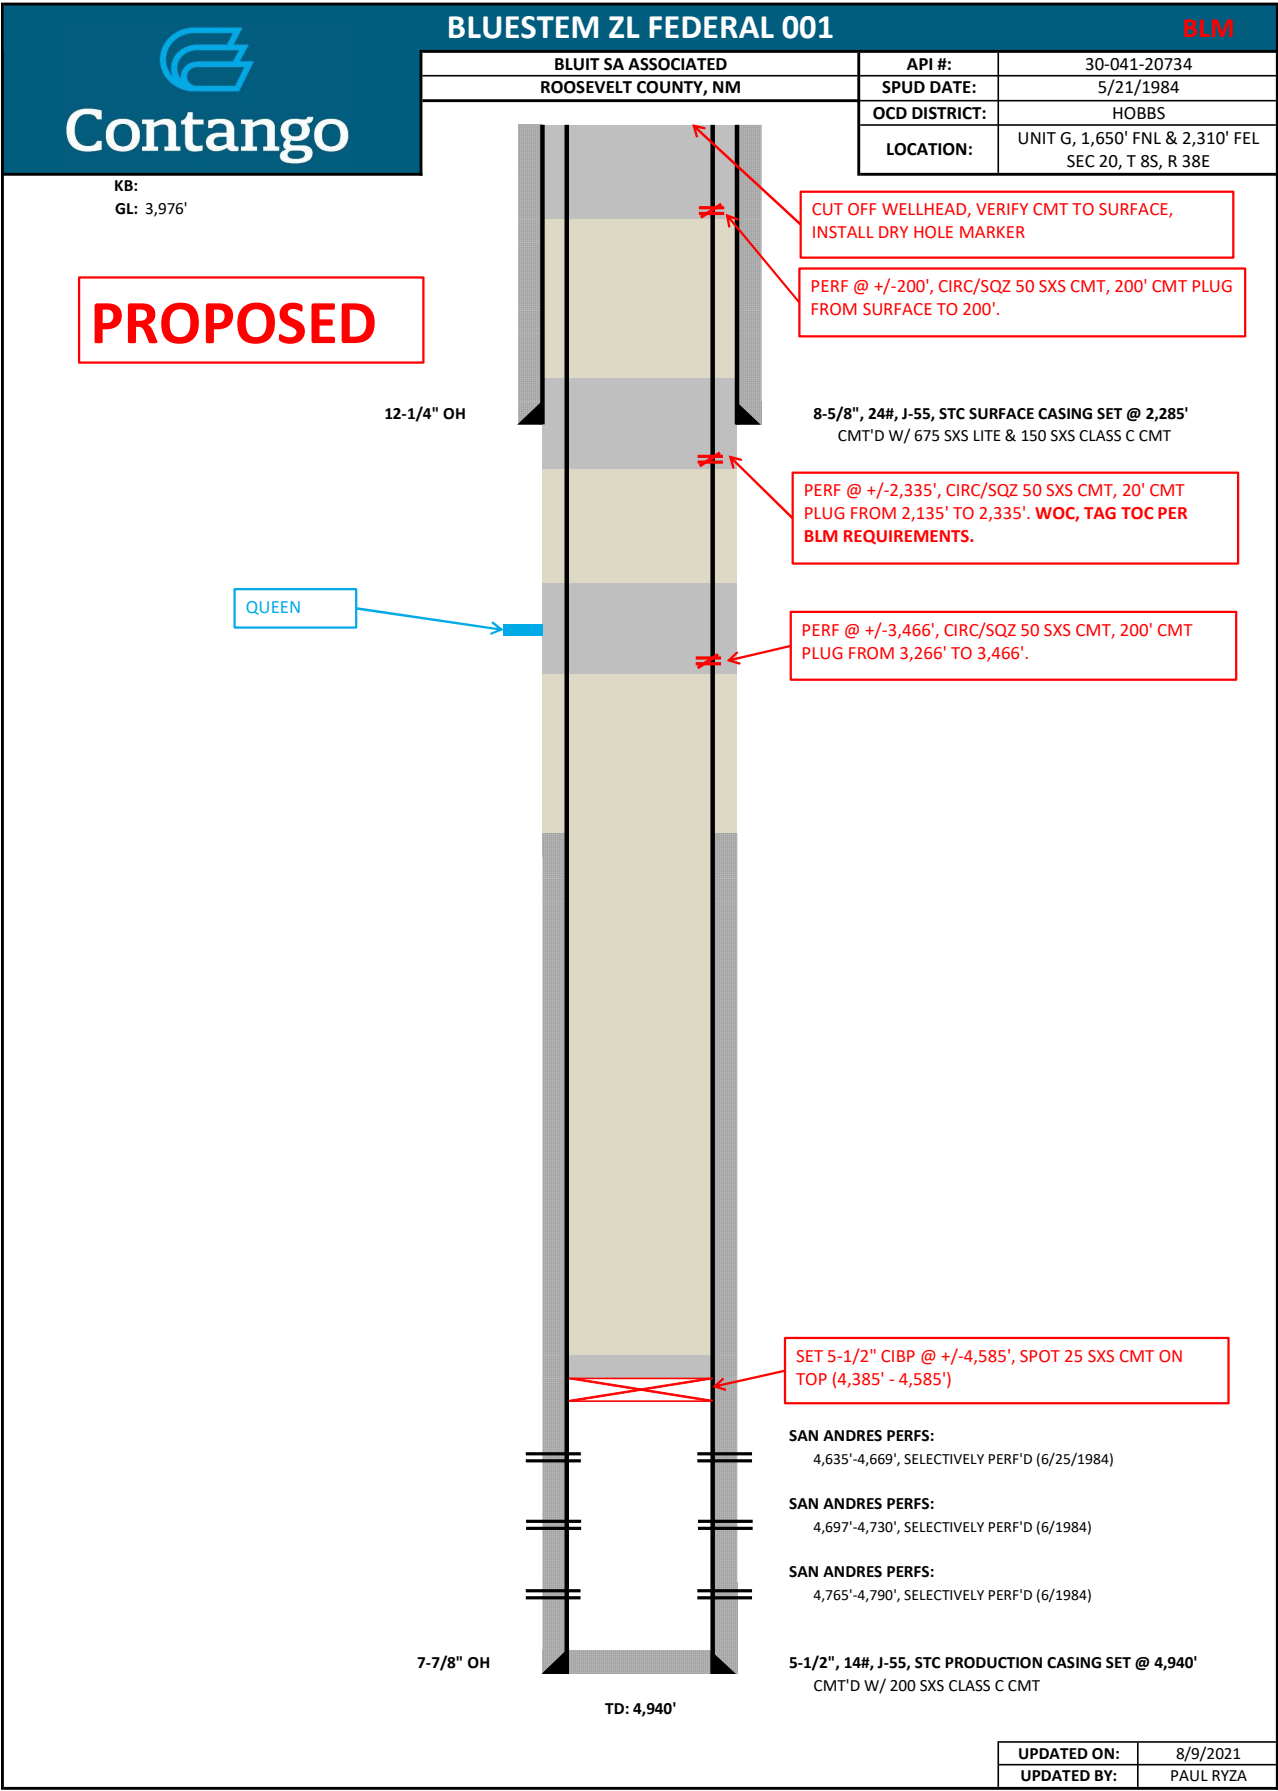 BLUESTEM ZL FEDERAL 001
BLM
Contango
BLUIT SA ASSOCIATED
ROOSEVELT COUNTY, NM
API #: 30-041-20734
SPUD DATE: 5/21/1984
OCD DISTRICT: HOBBS
LOCATION: UNIT G, 1,650' FNL & 2,310' FEL
SEC 20, T 8S, R 38E
KB:
GL: 3,976'
PROPOSED
CUT OFF WELLHEAD, VERIFY CMT TO SURFACE,
INSTALL DRY HOLE MARKER
PERF @ +/-200', CIRC/SQZ 50 SXS CMT, 200' CMT PLUG
FROM SURFACE TO 200'.
12-1/4" OH
8-5/8", 24#, J-55, STC SURFACE CASING SET @ 2,285'
CMT'D W/ 675 SXS LITE & 150 SXS CLASS C CMT
PERF @ +/-2,335', CIRC/SQZ 50 SXS CMT, 20' CMT
PLUG FROM 2,135' TO 2,335'. WOC, TAG TOC PER
BLM REQUIREMENTS.
QUEEN
PERF @ +/-3,466', CIRC/SQZ 50 SXS CMT, 200' CMT
PLUG FROM 3,266' TO 3,466'.
SET 5-1/2" CIBP @ +/-4,585', SPOT 25 SXS CMT ON
TOP (4,385' - 4,585')
SAN ANDRES PERFS:
4,635'-4,669', SELECTIVELY PERF'D (6/25/1984)
SAN ANDRES PERFS:
4,697'-4,730', SELECTIVELY PERF'D (6/1984)
SAN ANDRES PERFS:
4,765'-4,790', SELECTIVELY PERF'D (6/1984)
7-7/8" OH
5-1/2", 14#, J-55, STC PRODUCTION CASING SET @ 4,940'
CMT'D W/ 200 SXS CLASS C CMT
TD: 4,940'
UPDATED ON: 8/9/2021
UPDATED BY: PAUL RYZA